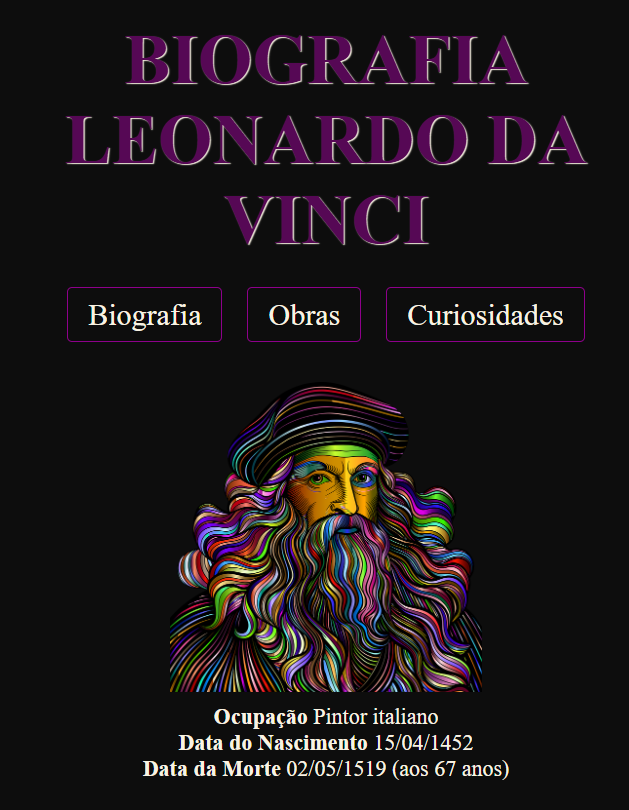 BIOGRAFIA
LEONARDO DA
VINCI
Biografia
Obras
Curiosidades
Ocupação Pintor italiano
Data do Nascimento 15/04/1452
Data da Morte 02/05/1519 (aos 67 anos)